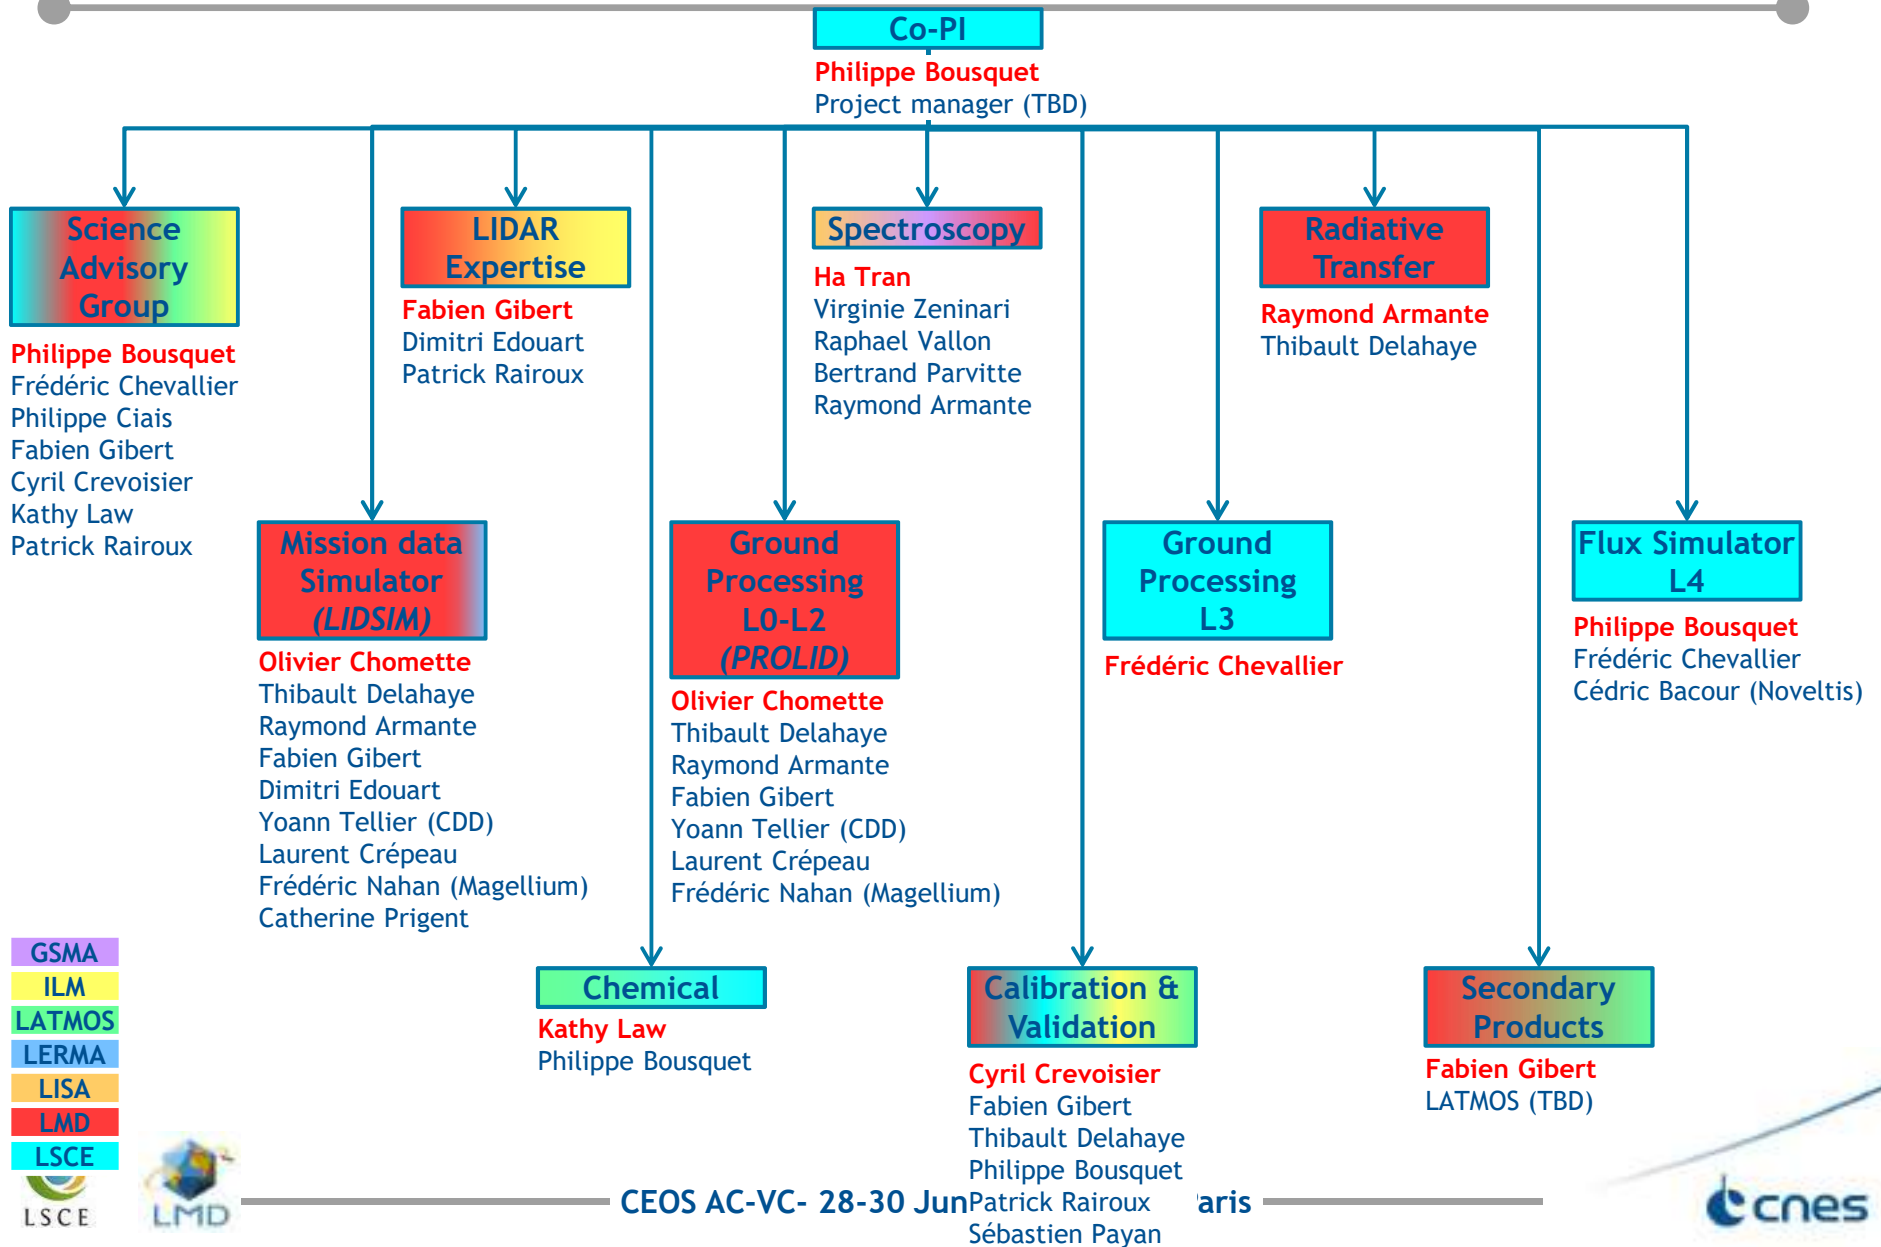 Co-PI
Philippe Bousquet
Project manager (TBD)
Science
Advisory
Group
Philippe Bousquet
Frédéric Chevallier
Philippe Ciais
Fabien Gibert
Cyril Crevoisier
Kathy Law
Patrick Rairoux
LIDAR
Expertise
Fabien Gibert
Dimitri Edouart
Patrick Rairoux
Spectroscopy
Ha Tran
Virginie Zeninari
Raphael Vallon
Bertrand Parvitte
Raymond Armante
Radiative
Transfer
Raymond Armante
Thibault Delahaye
Mission data
Simulator
(LIDSIM)
Olivier Chomette
Thibault Delahaye
Raymond Armante
Fabien Gibert
Dimitri Edouart
Yoann Tellier (CDD)
Laurent Crépeau
Frédéric Nahan (Magellium)
Catherine Prigent
Ground
Processing
L0-L2
(PROLID)
Olivier Chomette
Thibault Delahaye
Raymond Armante
Fabien Gibert
Yoann Tellier (CDD)
Laurent Crépeau
Frédéric Nahan (Magellium)
Ground
Processing
L3
Frédéric Chevallier
Flux Simulator
L4
Philippe Bousquet
Frédéric Chevallier
Cédric Bacour (Noveltis)
Chemical
Kathy Law
Philippe Bousquet
Calibration &
Validation
Cyril Crevoisier
Fabien Gibert
Thibault Delahaye
Philippe Bousquet
Patrick Rairoux
Sébastien Payan
Secondary
Products
Fabien Gibert
LATMOS (TBD)
GSMA
ILM
LATMOS
LERMA
LISA
LMD
LSCE
LSCE
LMD
CEOS AC-VC- 28-30 Jun aris
cnes